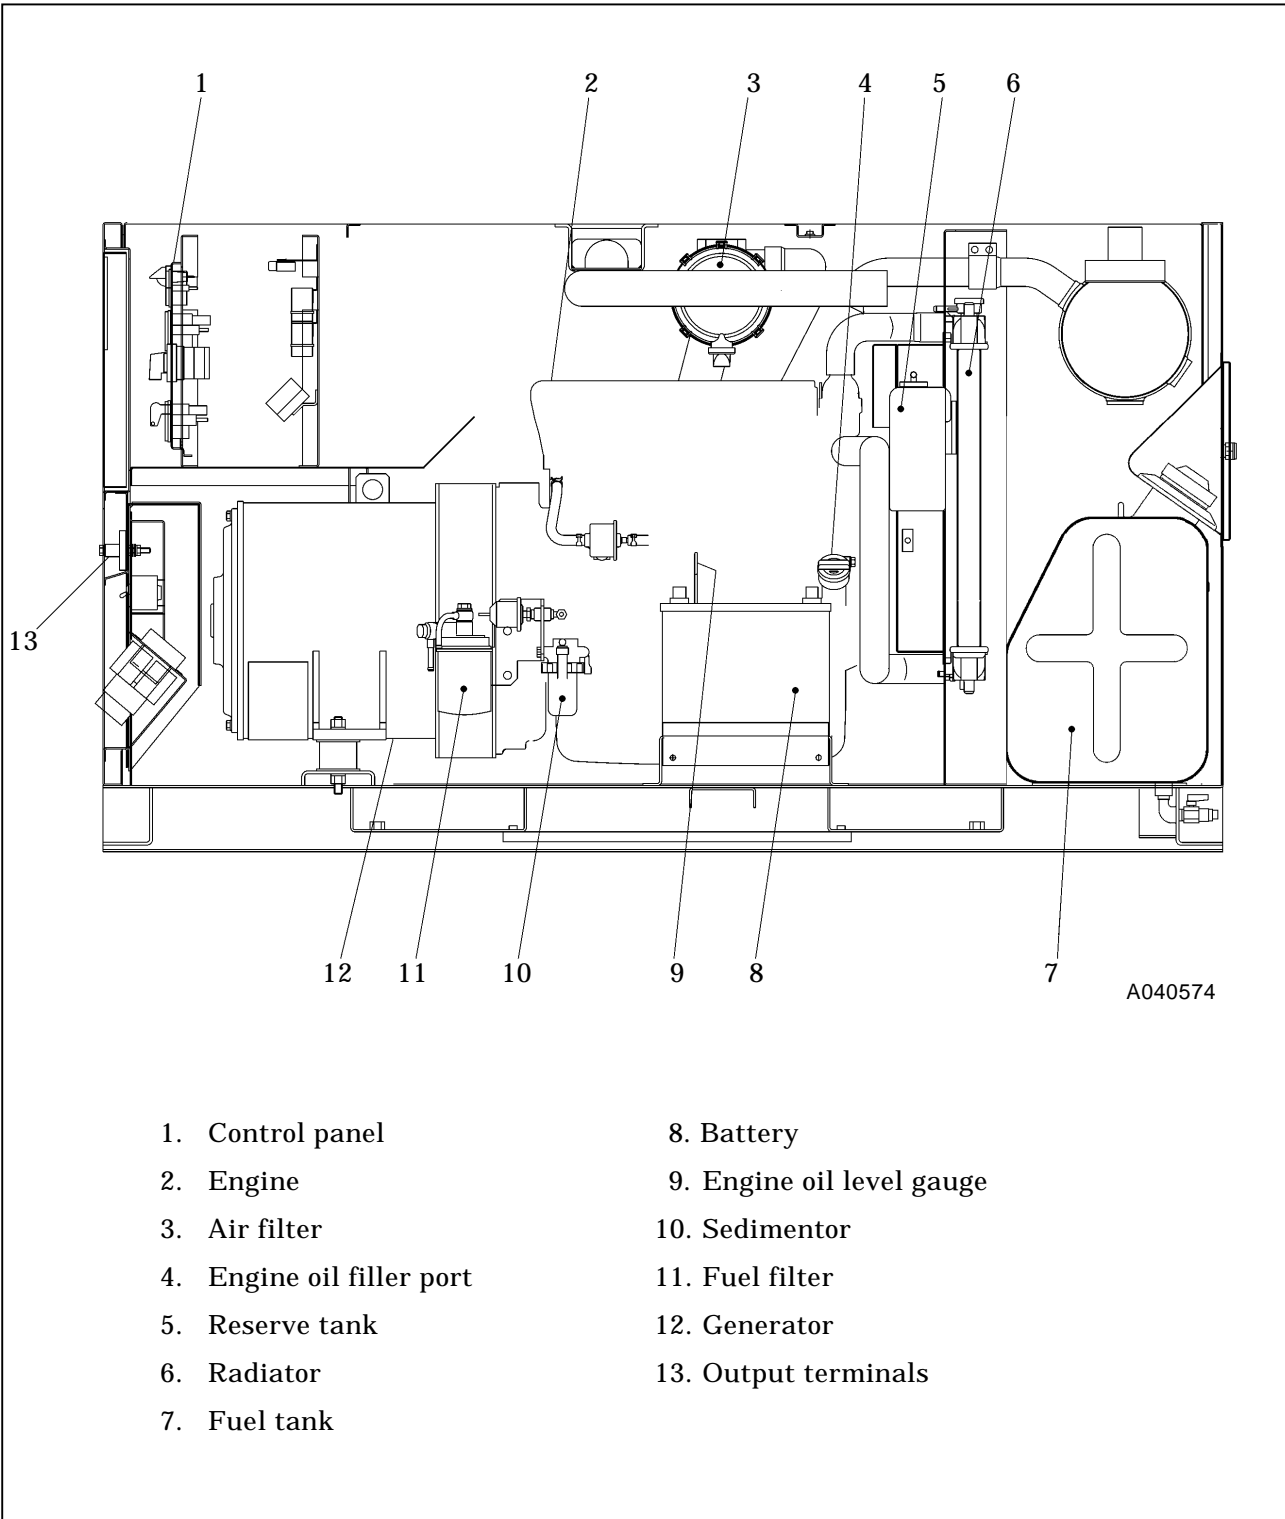 1 2 3 4 5 6
13
12 11 10 9 8 7
A040574
1. Control panel
2. Engine
3. Air filter
4. Engine oil filler port
5. Reserve tank
6. Radiator
7. Fuel tank
8. Battery
9. Engine oil level gauge
10. Sedimentor
11. Fuel filter
12. Generator
13. Output terminals